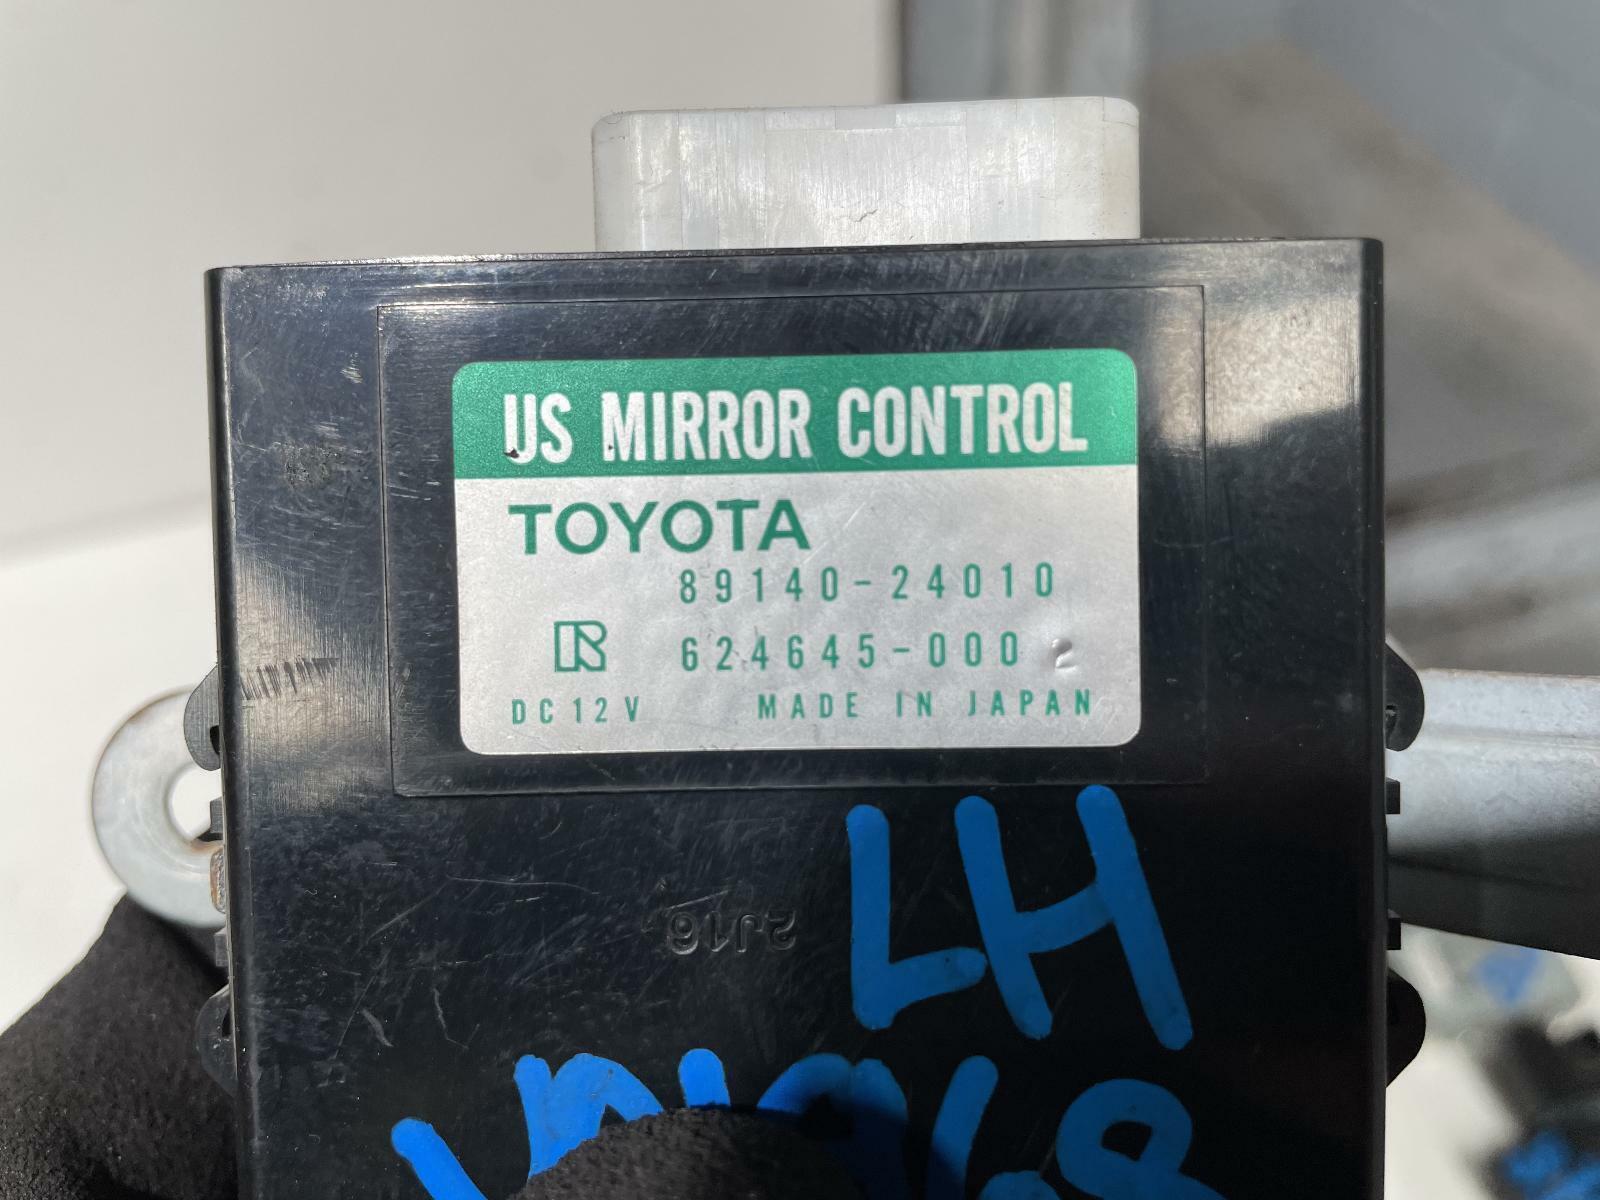 US MIRROR CONTROL
TOYOTA
89140-24010
R 624645-000 2
DC12V MADE IN JAPAN
LH
2J16